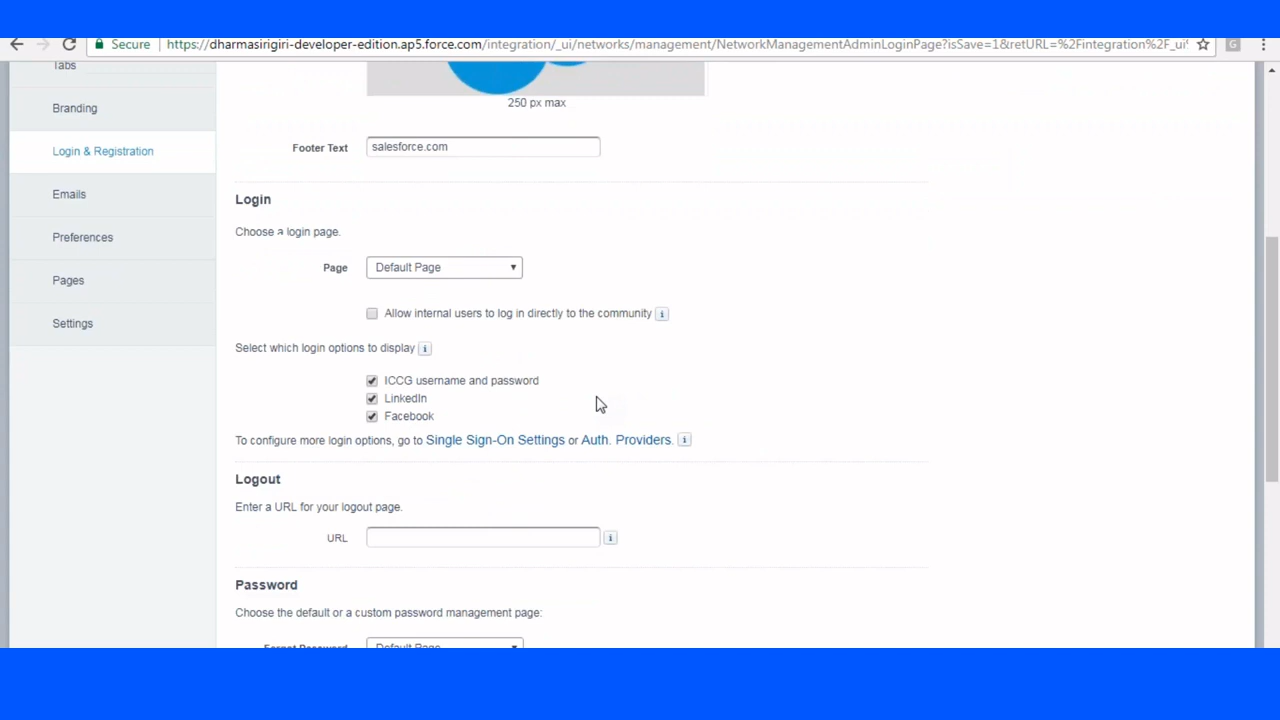 Secure
https://dharmasirigiri-developer-edition.ap5.force.com/integration/_ui/networks/management/NetworkManagementAdminLoginPage?isSave=1&retURL=%2Fintegration%2F_ui%
Tabs
Branding
Login & Registration
Emails
Preferences
Pages
Settings
250 px max
Footer Text salesforce.com
Login
Choose a login page.
Page Default Page
Allow internal users to log in directly to the community
Select which login options to display
ICCG username and password
LinkedIn
Facebook
To configure more login options, go to Single Sign-On Settings or Auth. Providers.
Logout
Enter a URL for your logout page.
URL
Password
Choose the default or a custom password management page:
Forgot Password Default Page